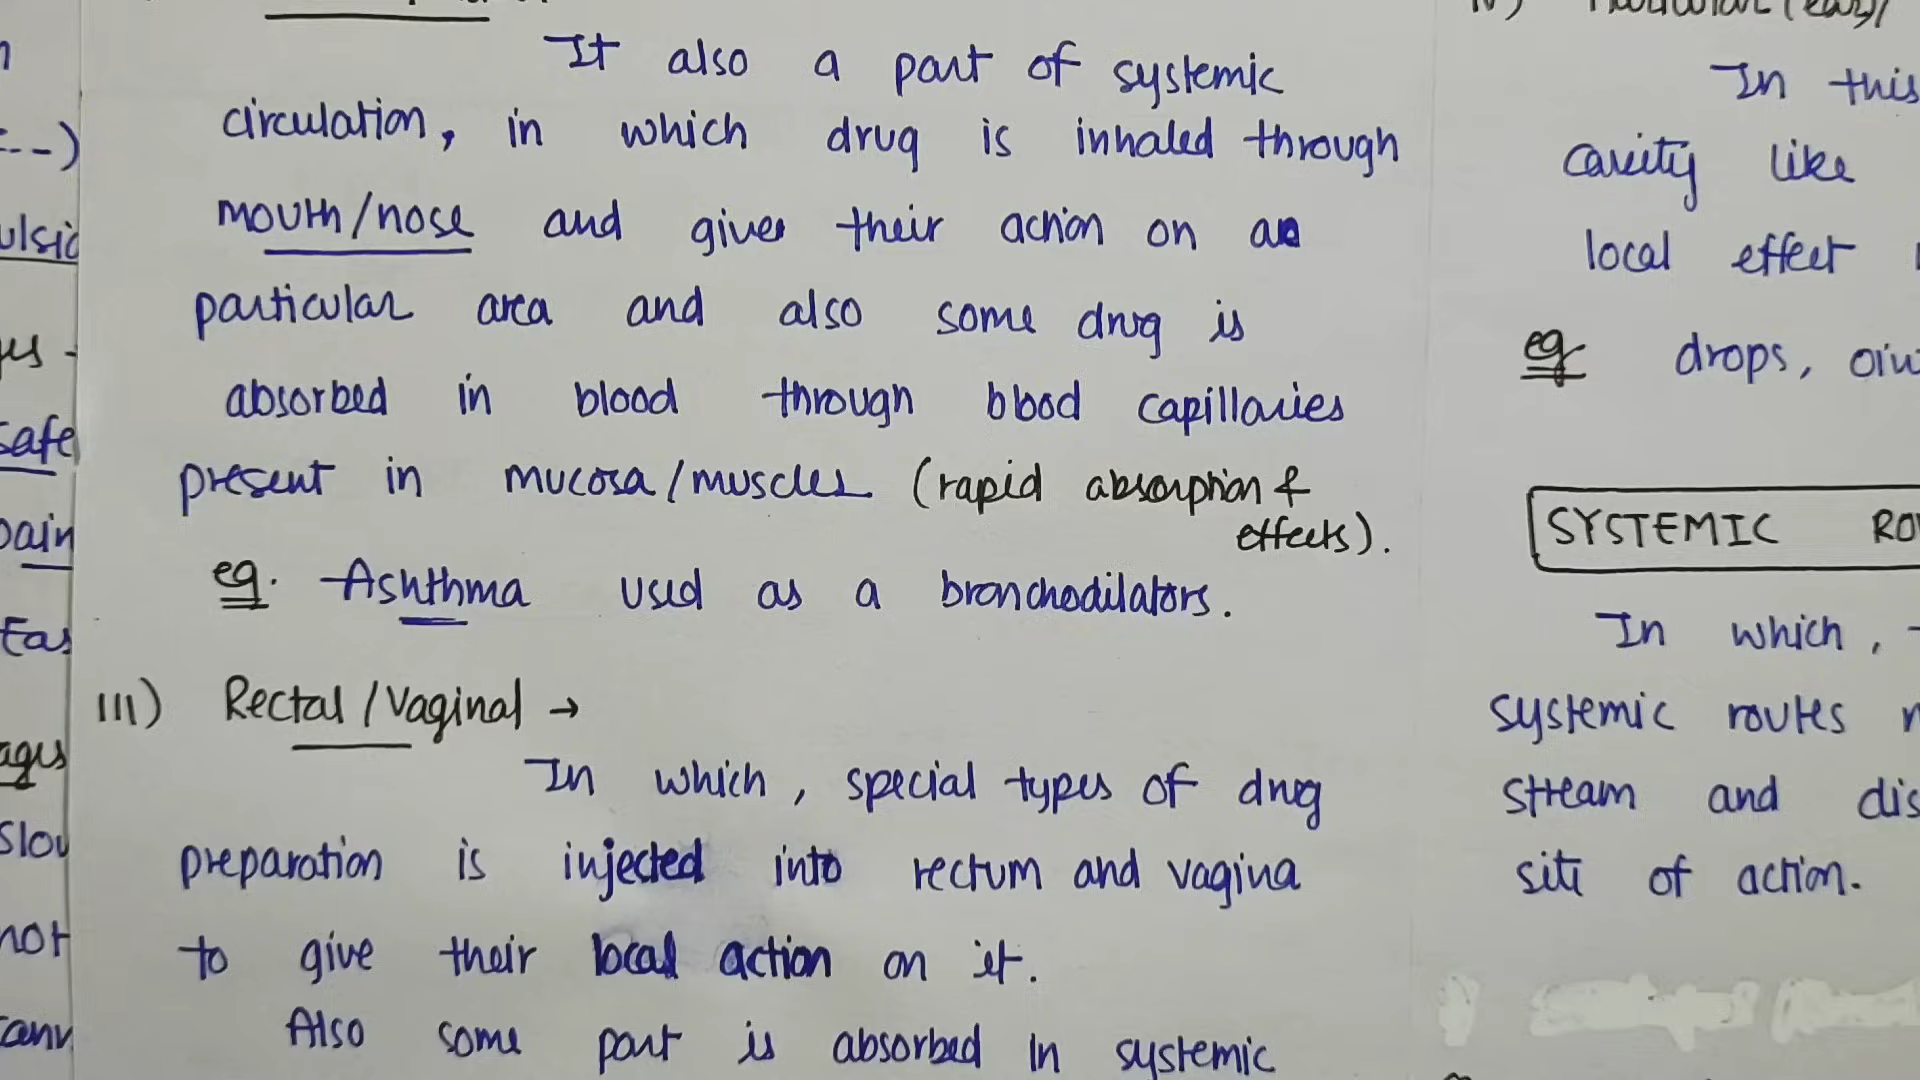 It also a part of systemic
circulation, in which drug is inhaled through
mouth/nose and gives their action on a
particular area and also some drug is
absorbed in blood through blood capillaries
present in mucosa/muscles (rapid absorption &
effects).
eg. Ashthma used as a bronchodilators.
III) Rectal/Vaginal →
In which, special types of drug
preparation is injected into rectum and vagina
to give their local action on it.
Also some part is absorbed in systemic
In this
cavity like
local effect
eg drops,
SYSTEMIC
In which,
systemic routes
stream and
site of action.
safe
pain
not